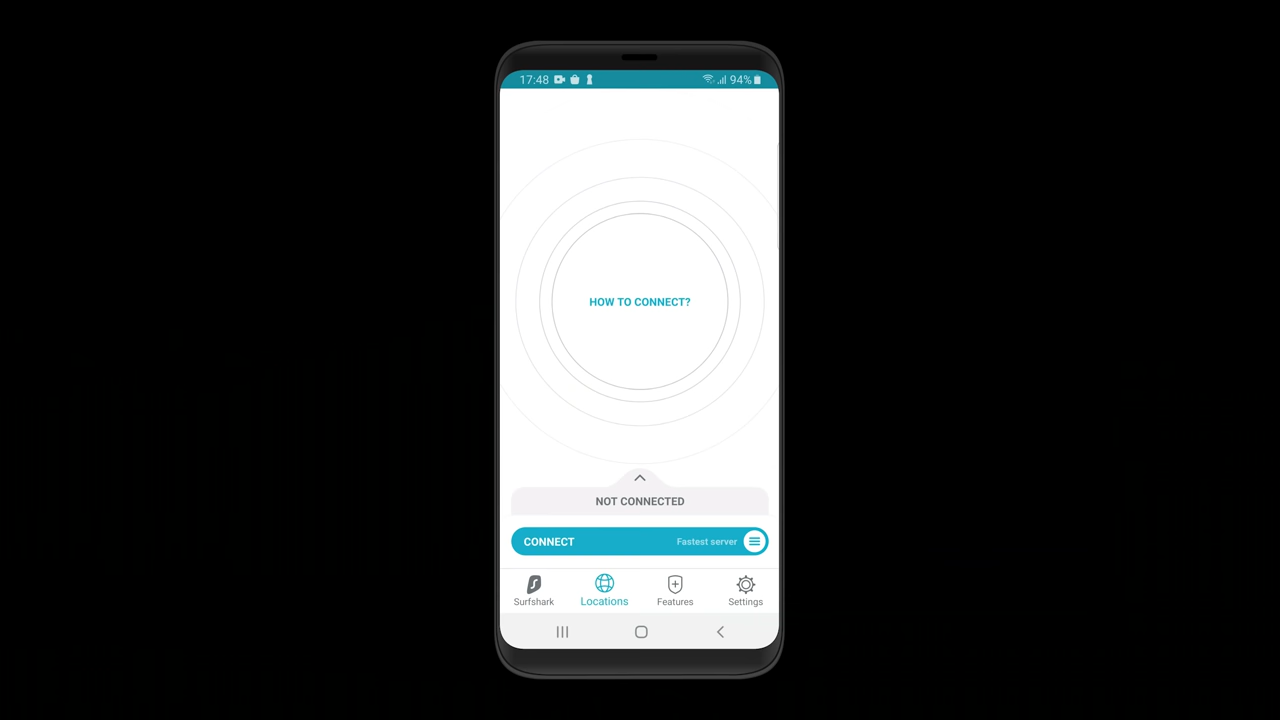 17:48 94%
HOW TO CONNECT?
NOT CONNECTED
CONNECT Fastest server
Surfshark Locations Features Settings